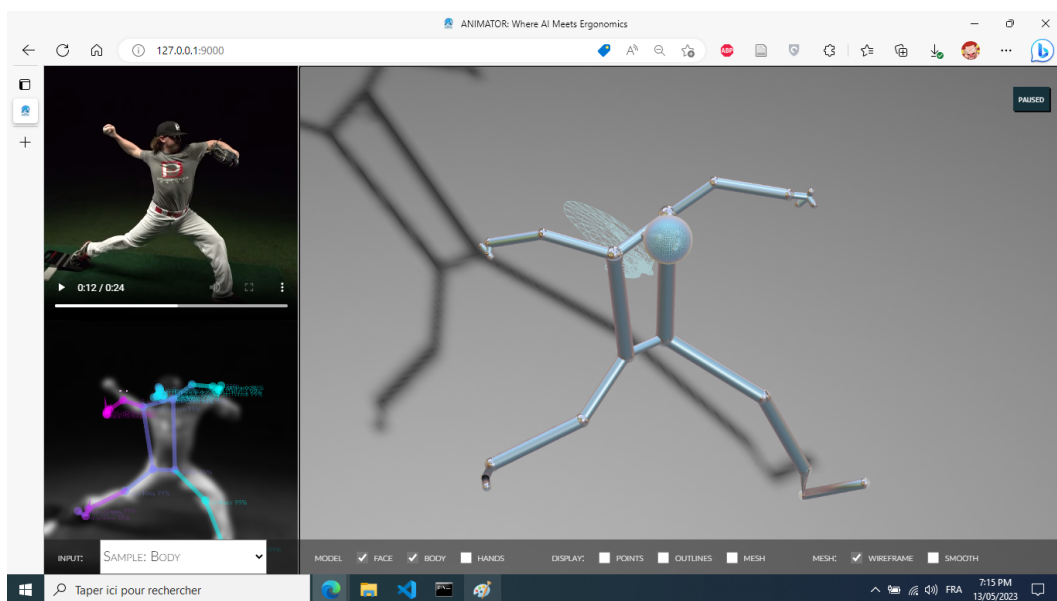 ANIMATOR: Where AI Meets Ergonomics
127.0.0.1:9000
ABP
PAUSED
P
0:12 / 0:24
INPUT:
SAMPLE: BODY
MODEL
FACE
BODY
HANDS
DISPLAY:
POINTS
OUTLINES
MESH
MESH:
WIREFRAME
SMOOTH
Taper ici pour rechercher
FRA
7:15 PM
13/05/2023